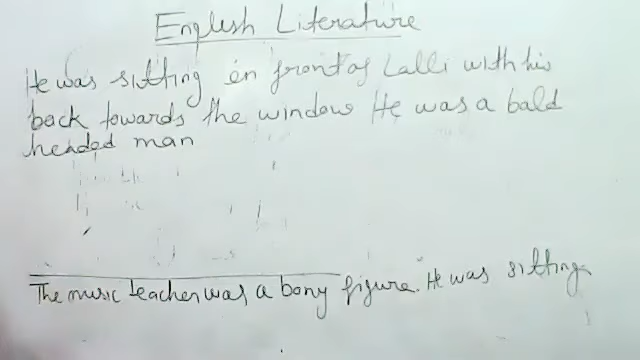 English Literature
He was sitting in front of Lalli with his
back towards the window He was a bald
headed man
The music teacher was a bony figure. He was sitting